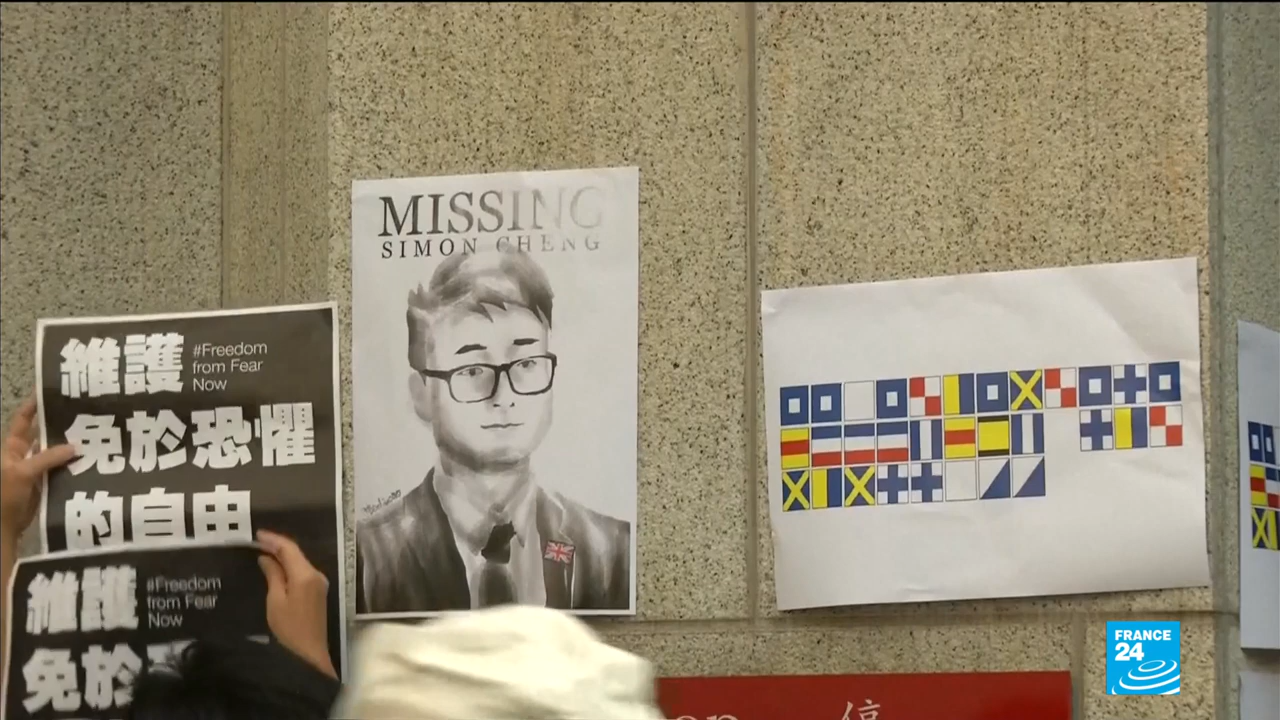 維護
#Freedom
from Fear
Now
免於恐懼
的自由
維護
#Freedom
from Fear
Now
免於
MISSING
SIMON CHENG
停
FRANCE
24